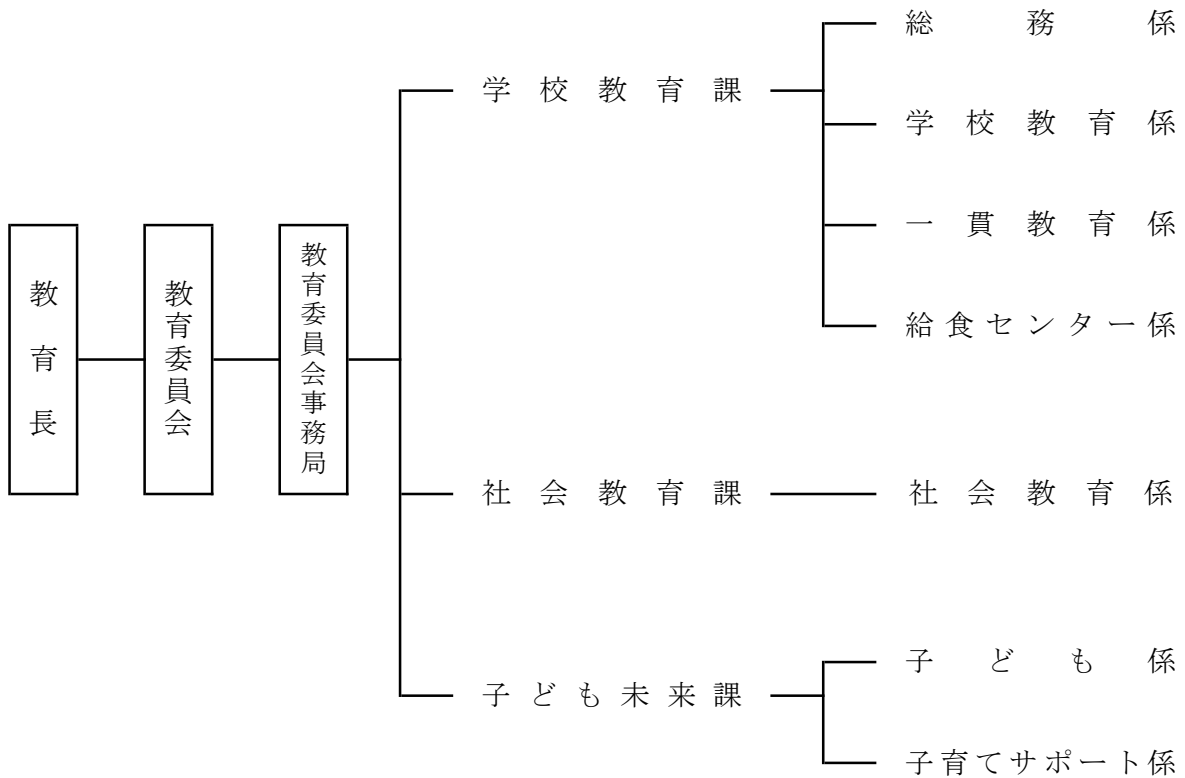 教育長
教育委員会
教育委員会事務局
学校教育課
総務係
学校教育係
一貫教育係
給食センター係
社会教育課
社会教育係
子ども未来課
子ども係
子育てサポート係